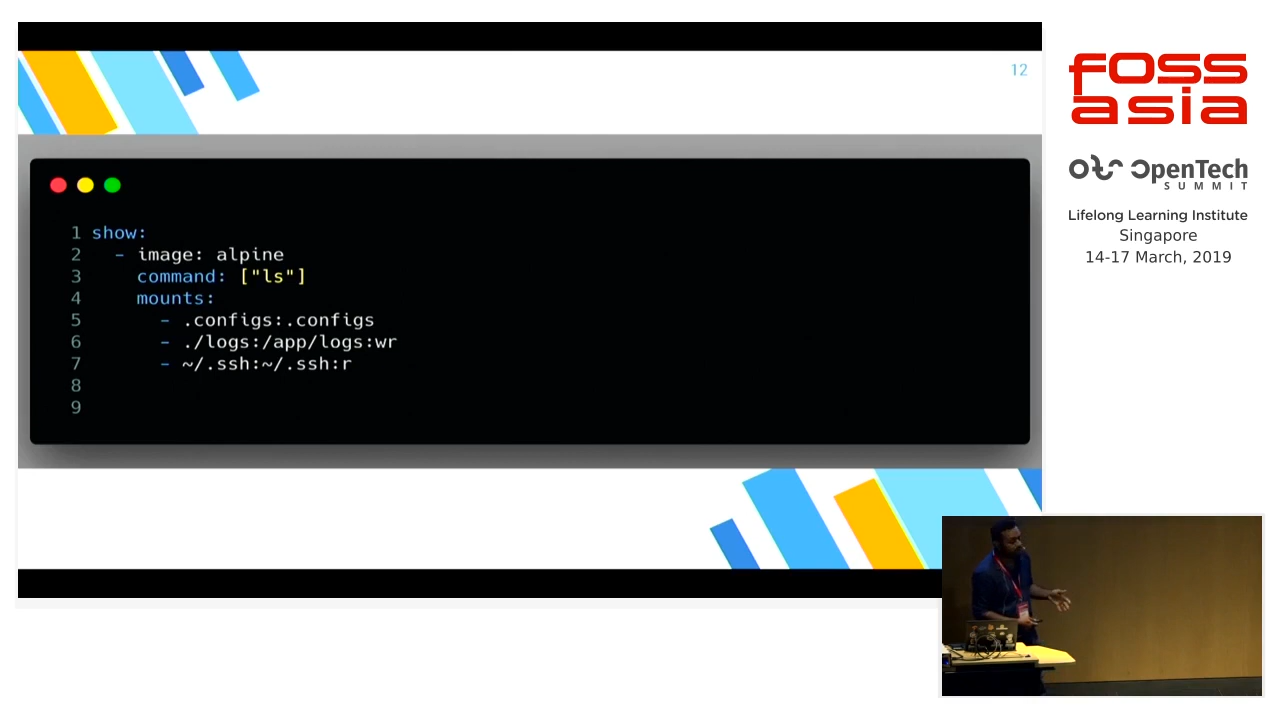 12
1 show:
2 - image: alpine
3 command: ["ls"]
4 mounts:
5 - .configs:.configs
6 - ./logs:/app/logs:wr
7 - ~/.ssh:~/.ssh:r
8
9
foss
asia
OTS OpenTech
SUMMIT
Lifelong Learning Institute
Singapore
14-17 March, 2019